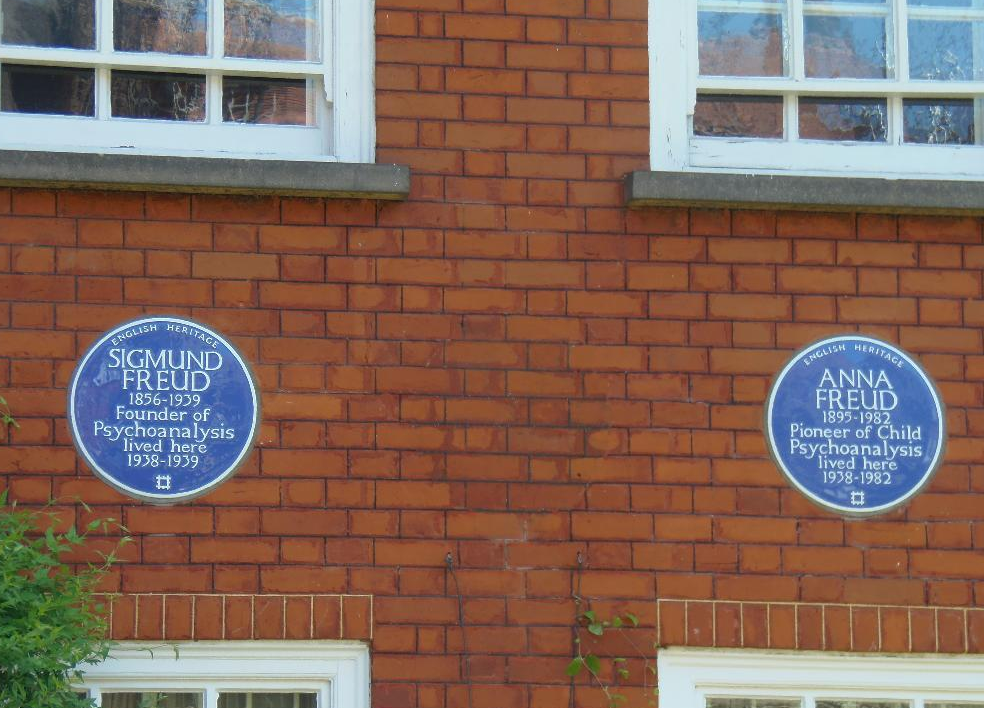 ENGLISH HERITAGE
SIGMUND
FREUD
1856-1939
Founder of
Psychoanalysis
lived here
1938-1939
ENGLISH HERITAGE
ANNA
FREUD
1895-1982
Pioneer of Child
Psychoanalysis
lived here
1938-1982